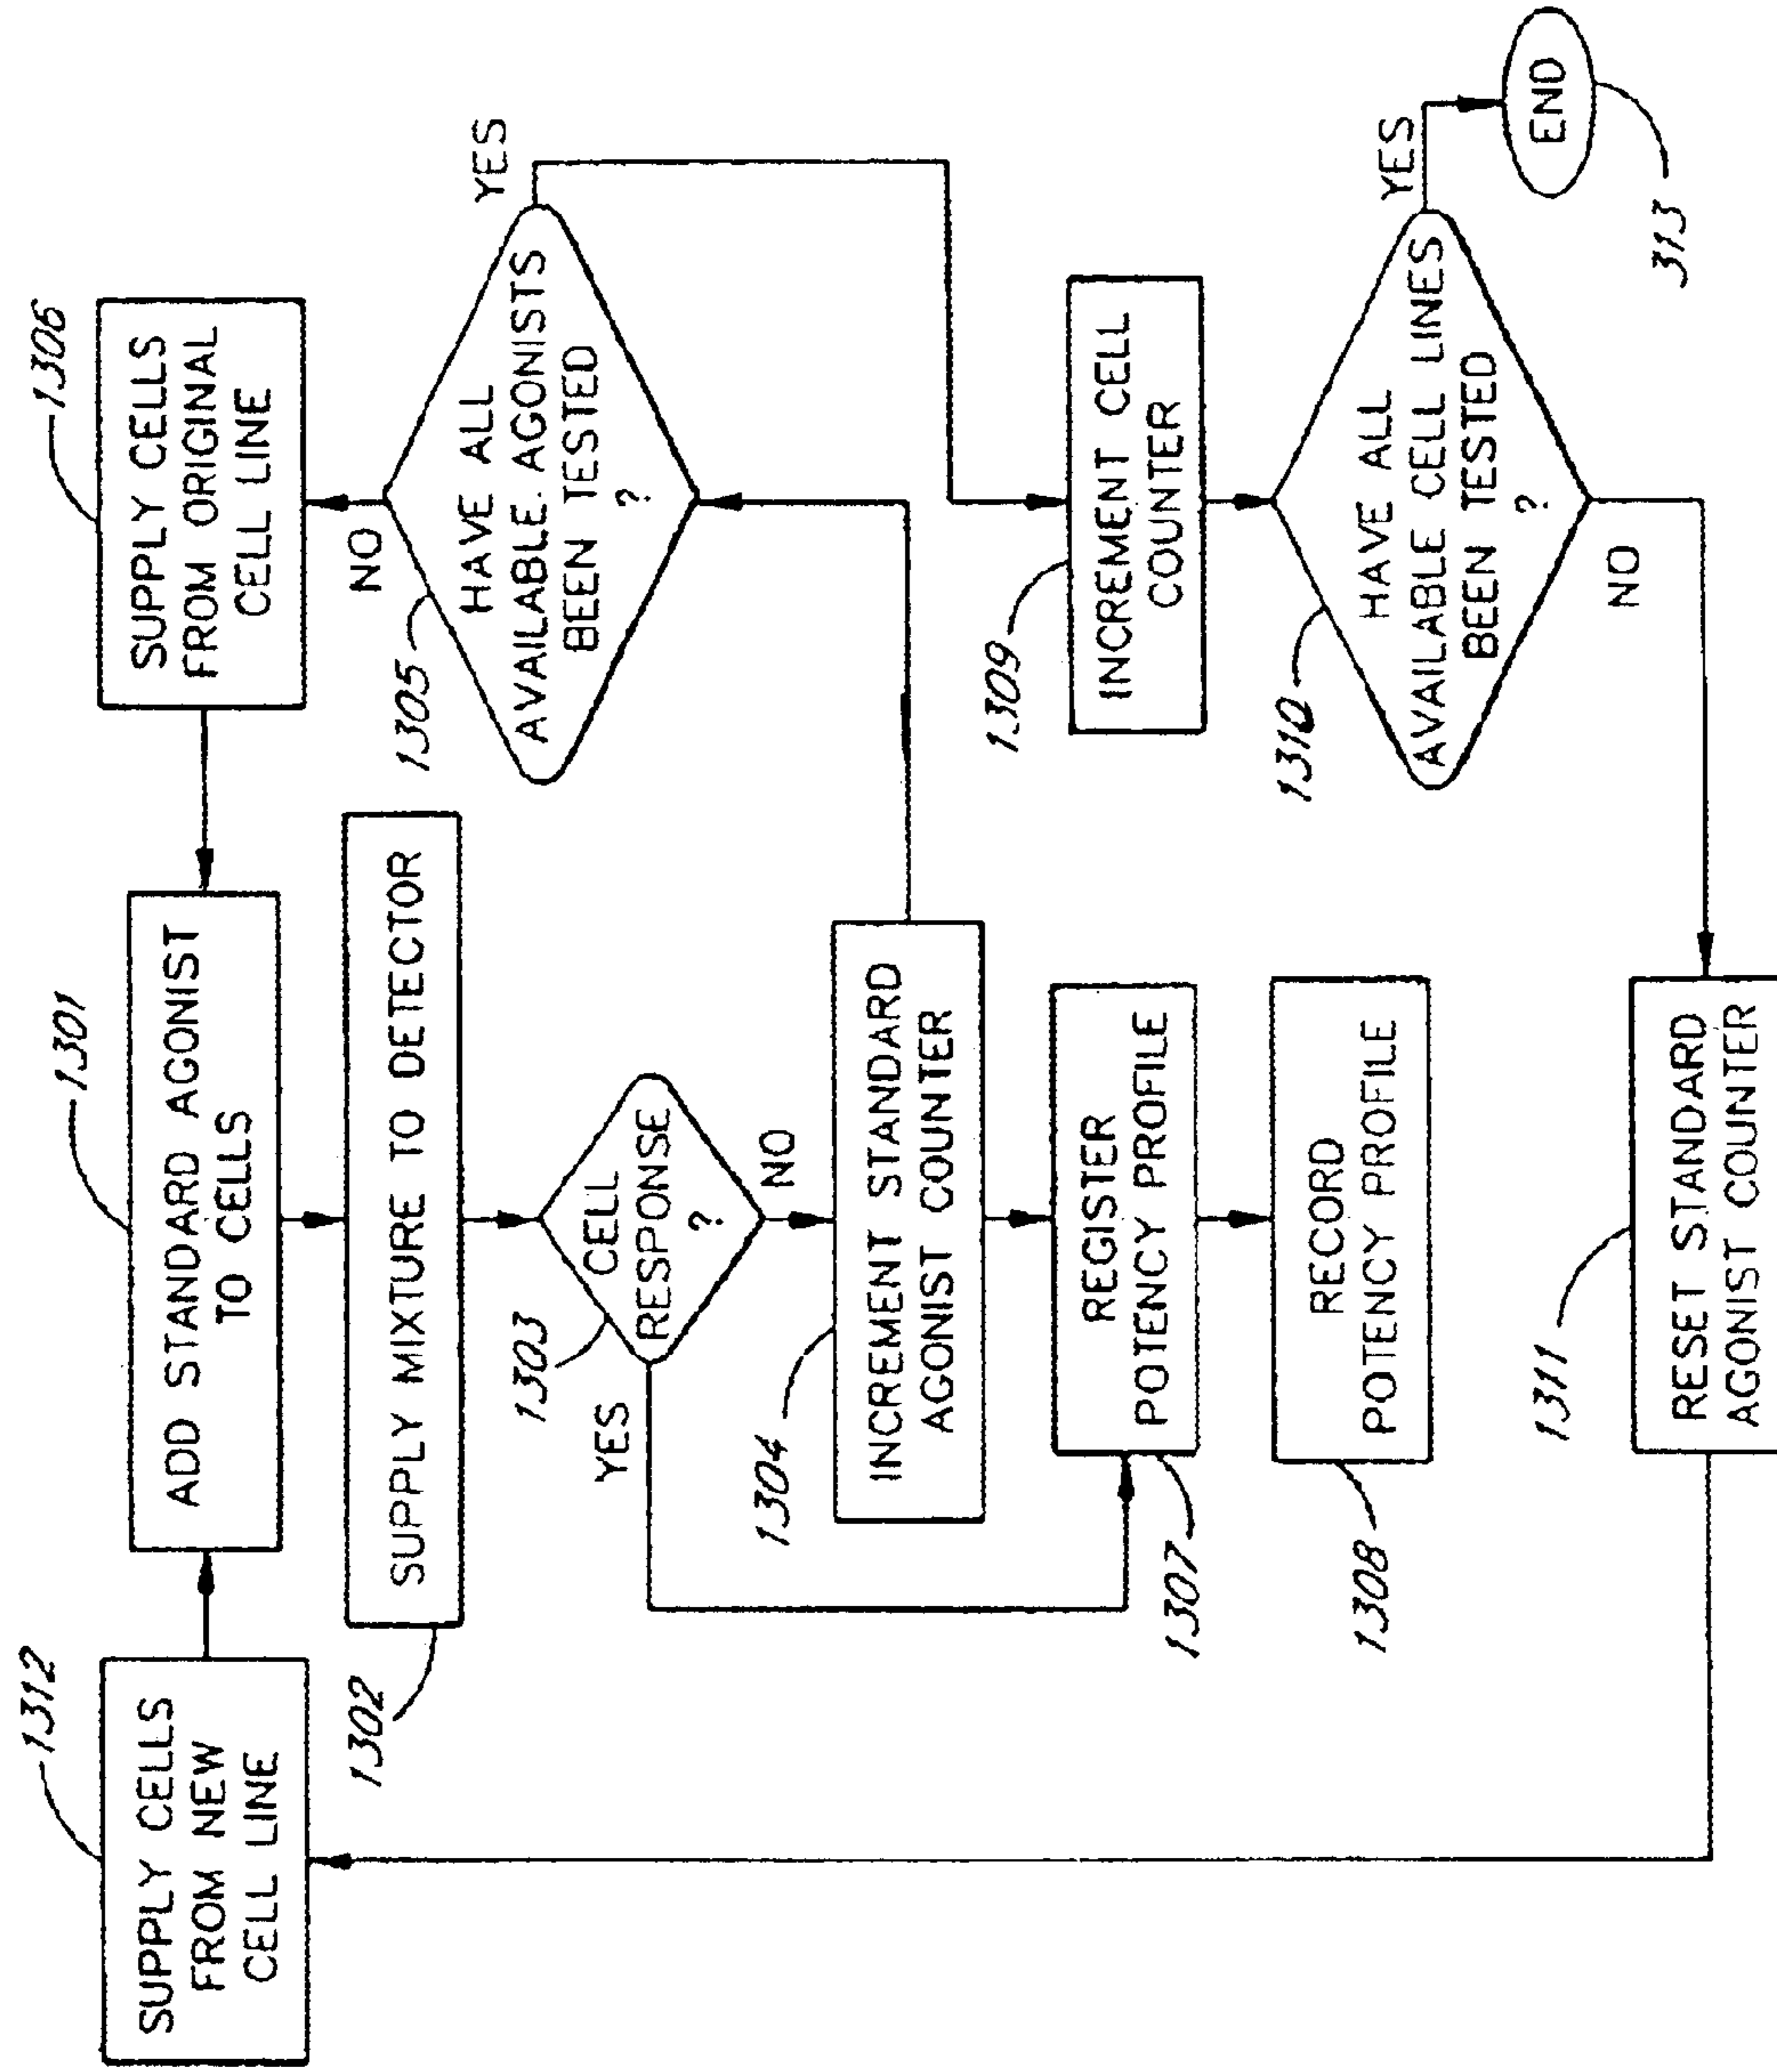 1312
SUPPLY CELLS
FROM NEW
CELL LINE
1301
ADD STANDARD AGONIST
TO CELLS
1306
SUPPLY CELLS
FROM ORIGINAL
CELL LINE
1302
SUPPLY MIXTURE TO DETECTOR
NO
1303
CELL
RESPONSE
?
YES
NO
1305
HAVE ALL
AVAILABLE AGONISTS
BEEN TESTED
?
YES
1304
INCREMENT STANDARD
AGONIST COUNTER
1307
REGISTER
POTENCY PROFILE
1309
INCREMENT CELL
COUNTER
1308
RECORD
POTENCY PROFILE
1310
HAVE ALL
AVAILABLE CELL LINES
BEEN TESTED
?
YES
NO
END
313
1311
RESET STANDARD
AGONIST COUNTER